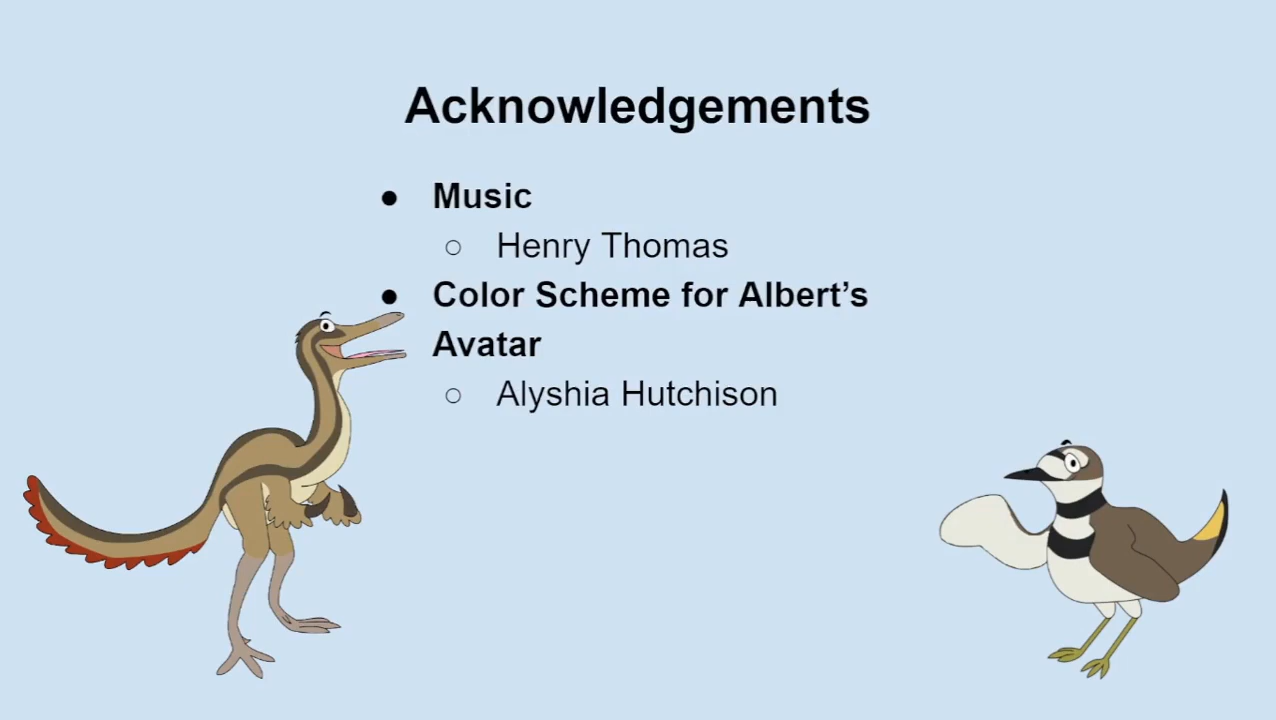 Acknowledgements
● Music
○ Henry Thomas
● Color Scheme for Albert’s
Avatar
○ Alyshia Hutchison